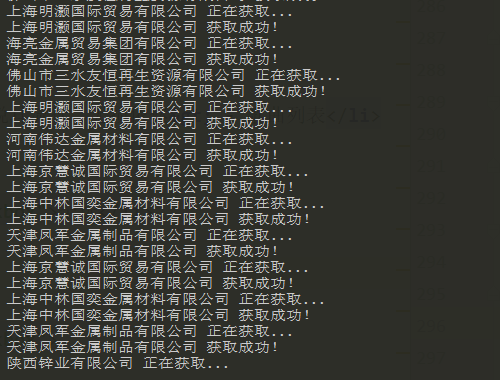 上海明灏国际贸易有限公司 正在获取...
上海明灏国际贸易有限公司 获取成功!
海亮金属贸易集团有限公司 正在获取...
海亮金属贸易集团有限公司 获取成功!
佛山市三水友恒再生资源有限公司 正在获取...
佛山市三水友恒再生资源有限公司 获取成功!
上海明灏国际贸易有限公司 正在获取...
上海明灏国际贸易有限公司 获取成功!
</li>
河南伟达金属材料有限公司 正在获取...
河南伟达金属材料有限公司 获取成功!
上海京慧诚国际贸易有限公司 正在获取...
上海京慧诚国际贸易有限公司 获取成功!
上海中林国奕金属材料有限公司 正在获取...
上海中林国奕金属材料有限公司 获取成功!
天津凤军金属制品有限公司 正在获取...
天津凤军金属制品有限公司 获取成功!
上海京慧诚国际贸易有限公司 正在获取...
上海京慧诚国际贸易有限公司 获取成功!
上海中林国奕金属材料有限公司 正在获取...
上海中林国奕金属材料有限公司 获取成功!
天津凤军金属制品有限公司 正在获取...
天津凤军金属制品有限公司 获取成功!
陕西锌业有限公司 正在获取...